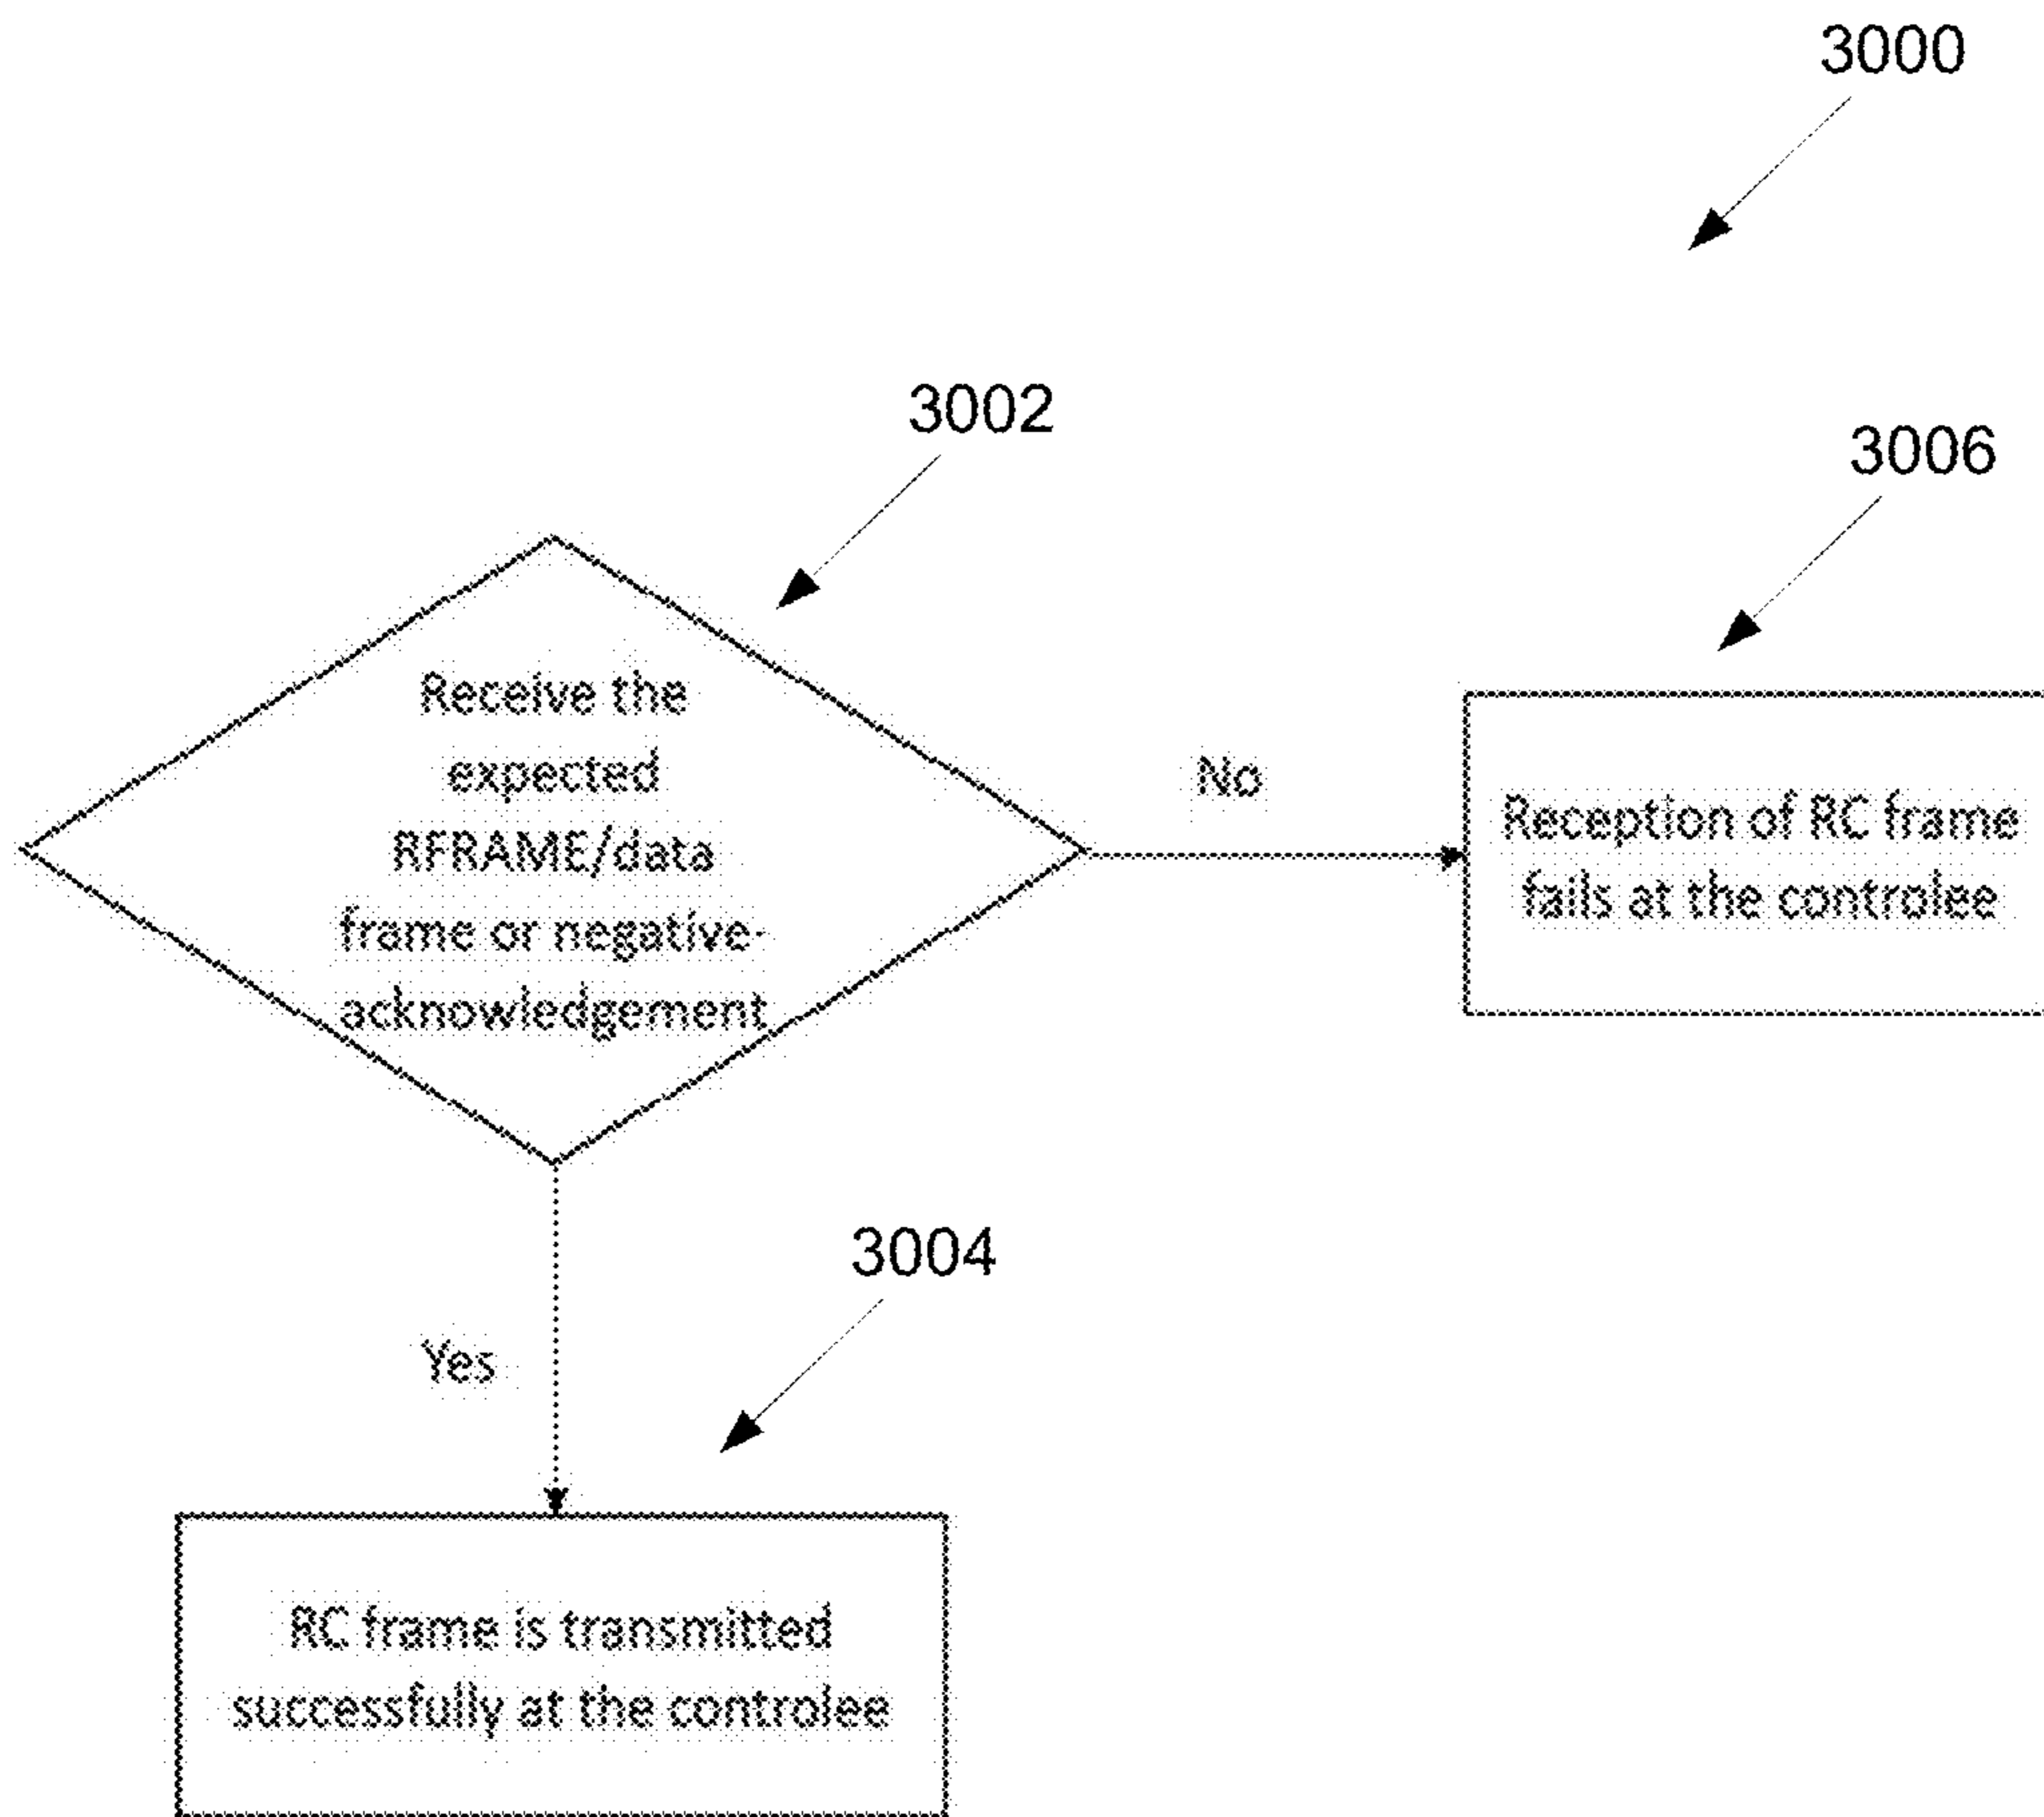 3000
3002
3006
Receive the
expected
RFRAME/data
frame or negative-
acknowledgement
No
Reception of RC frame
fails at the controlee
3004
Yes
RC frame is transmitted
successfully at the controlee